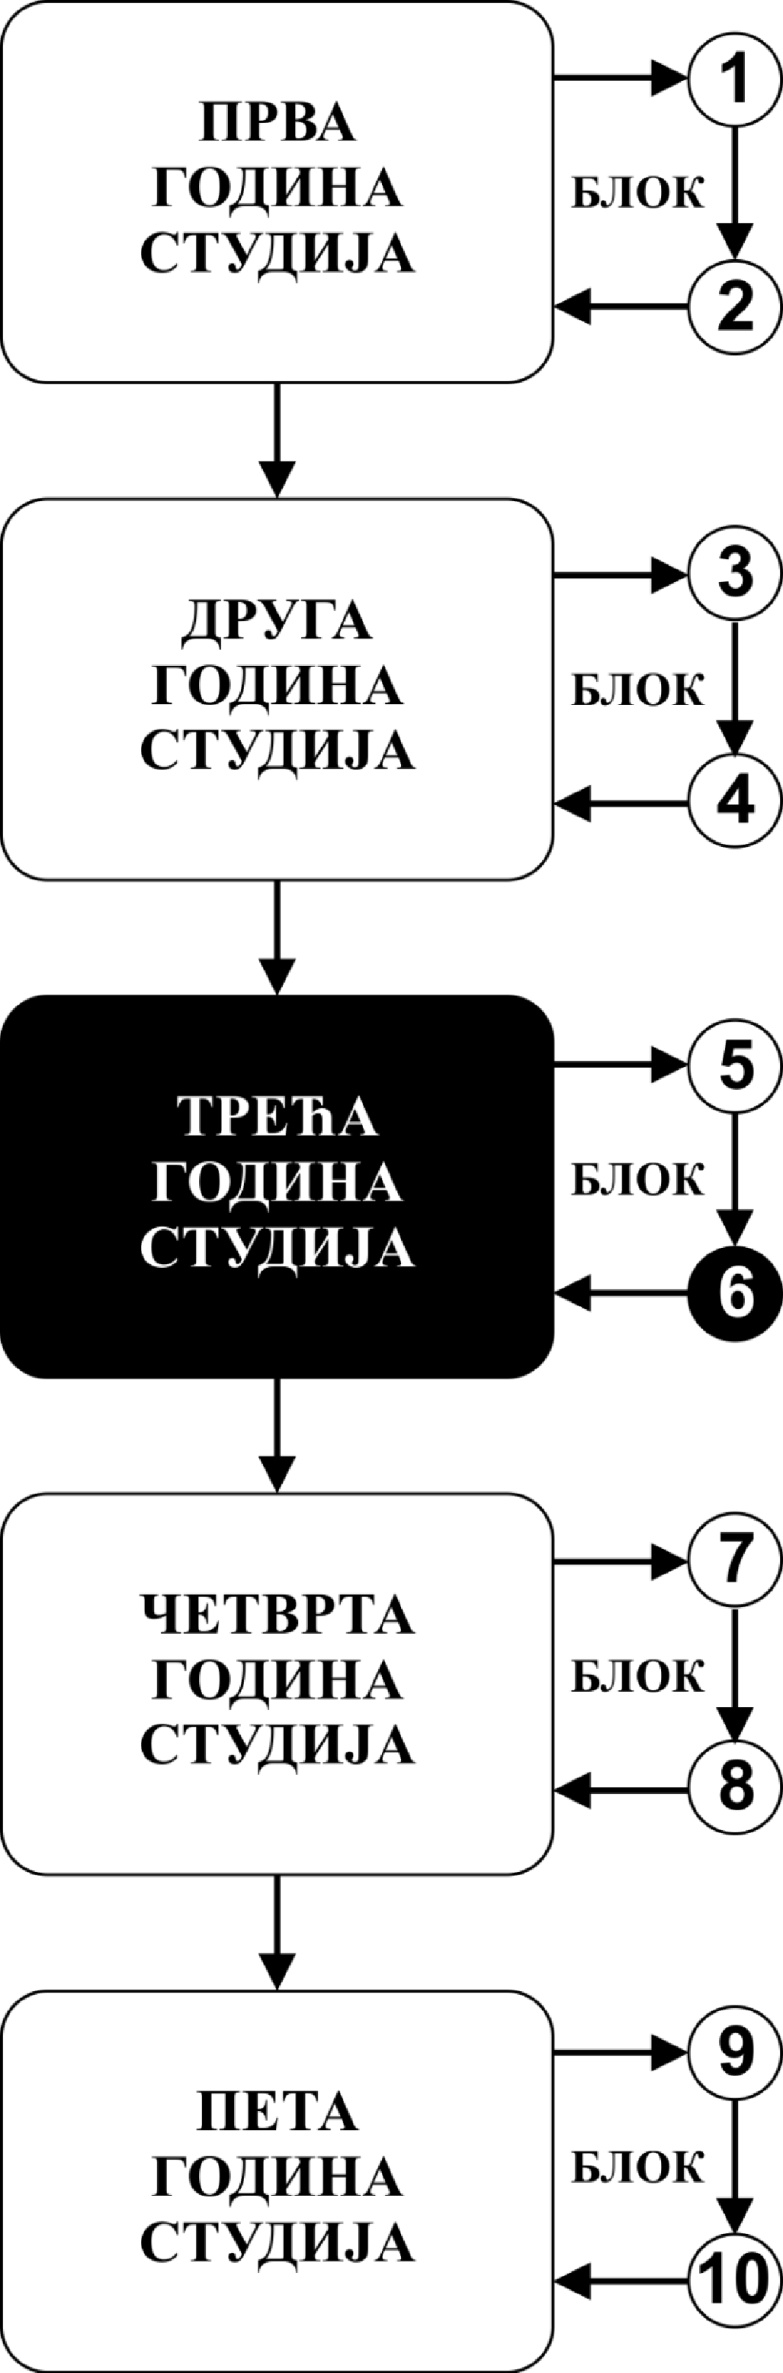 ПРВА
ГОДИНА
СТУДИЈА
1
БЛОК
2
ДРУГА
ГОДИНА
СТУДИЈА
3
БЛОК
4
ТРЕЋА
ГОДИНА
СТУДИЈА
5
БЛОК
6
ЧЕТВРТА
ГОДИНА
СТУДИЈА
7
БЛОК
8
ПЕТА
ГОДИНА
СТУДИЈА
9
БЛОК
10